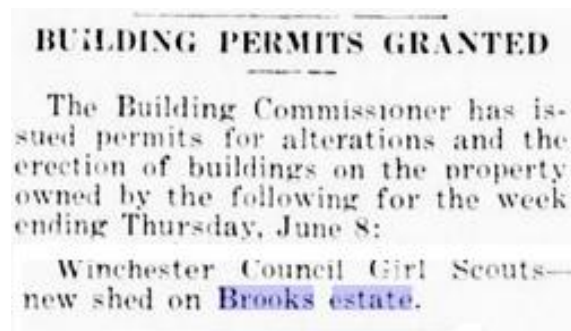 BUILDING PERMITS GRANTED
The Building Commissioner has is-
sued permits for alterations and the
erection of buildings on the property
owned by the following for the week
ending Thursday, June 8:
Winchester Council Girl Scouts—
new shed on Brooks estate.